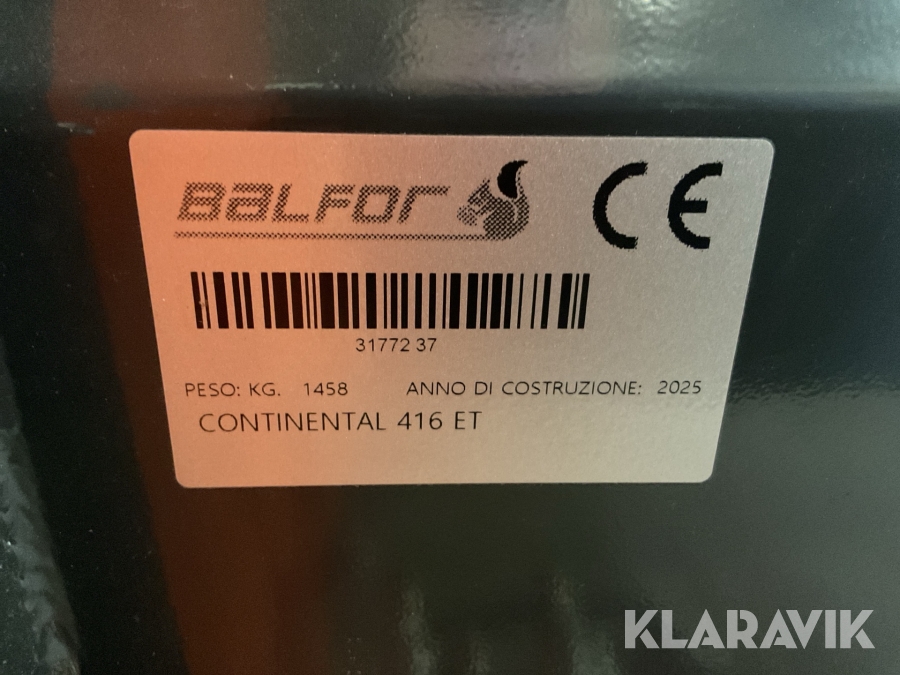 BALFOR CE
31772 37
PESO: KG. 1458 ANNO DI COSTRUZIONE: 2025
CONTINENTAL 416 ET
KLARAVIK